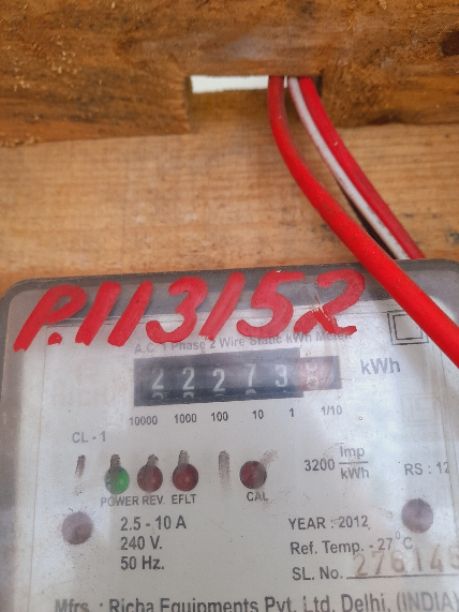 P.113152
A.C. 1 Phase 2 Wire Static kWh Meter
22273 kWh
10000 1000 100 10 1 1/10
CL - 1
3200 Imp/kWh RS : 12
POWER REV. EFLT CAL
2.5 - 10 A YEAR : 2012
240 V. Ref. Temp. - 27°C
50 Hz. SL. No.
Mfrs. : Richa Equipments Pvt. Ltd. Delhi. (INDIA)